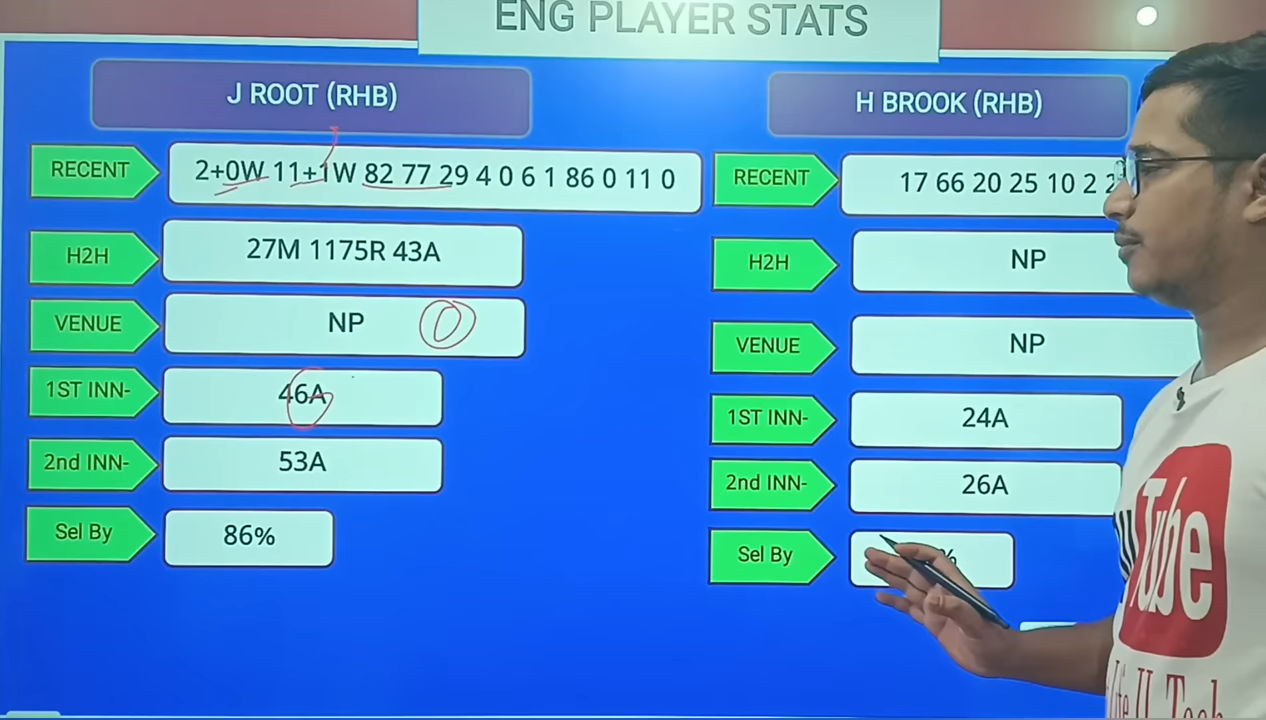 ENG PLAYER STATS
J ROOT (RHB)
RECENT
2+0W 11+1W 82 77 29 4 0 6 1 86 0 11 0
H2H
27M 1175R 43A
VENUE
NP
1ST INN-
46A
2nd INN-
53A
Sel By
86%
H BROOK (RHB)
RECENT
17 66 20 25 10 2
H2H
NP
VENUE
NP
1ST INN-
24A
2nd INN-
26A
Sel By
%
YouTube